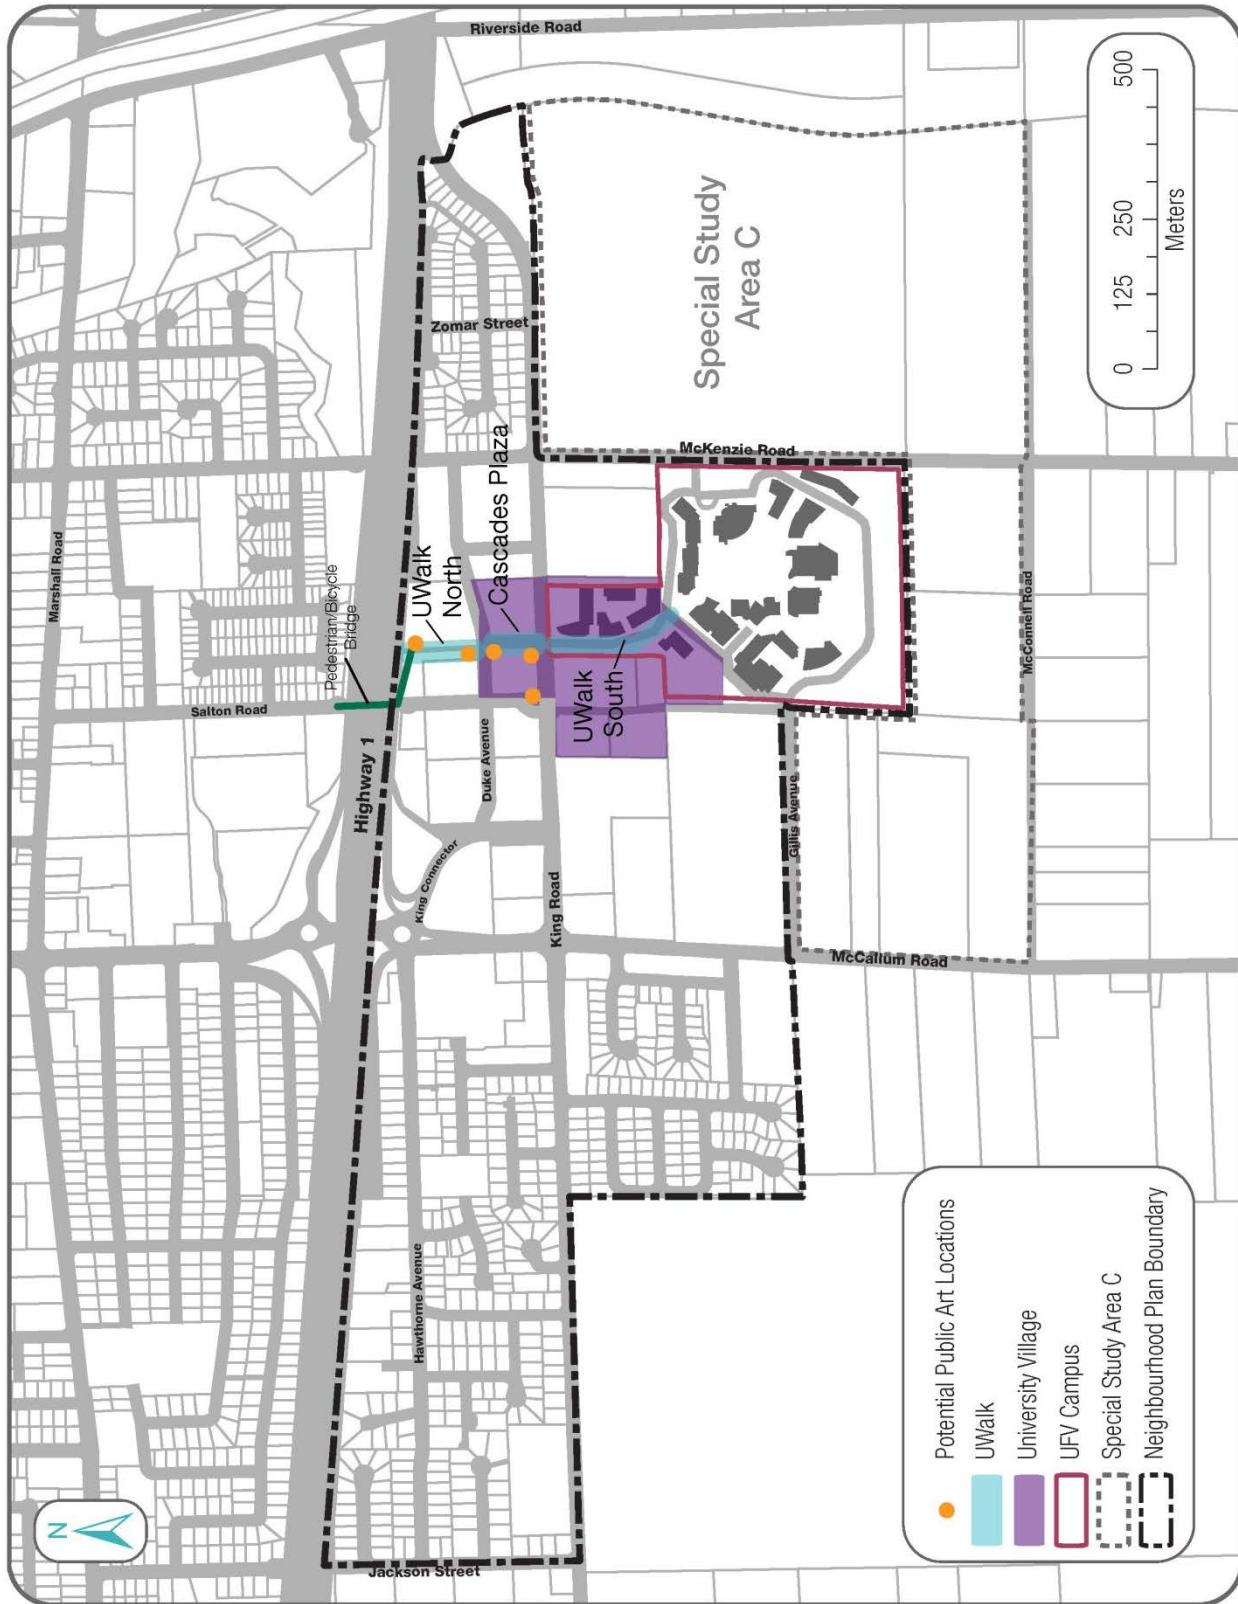 Riverside Road
Marshall Road
Zomar Street
Special Study
Area C
McKenzie Road
Cascades Plaza
UWalk
North
Pedestrian/Bicycle
Bridge
Salton Road
Highway 1
UWalk
South
Duke Avenue
King Connector
King Road
Gillis Avenue
McConnell Road
McCallum Road
Hawthorne Avenue
Jackson Street
N
0 125 250 500
Meters
Potential Public Art Locations
UWalk
University Village
UFV Campus
Special Study Area C
Neighbourhood Plan Boundary